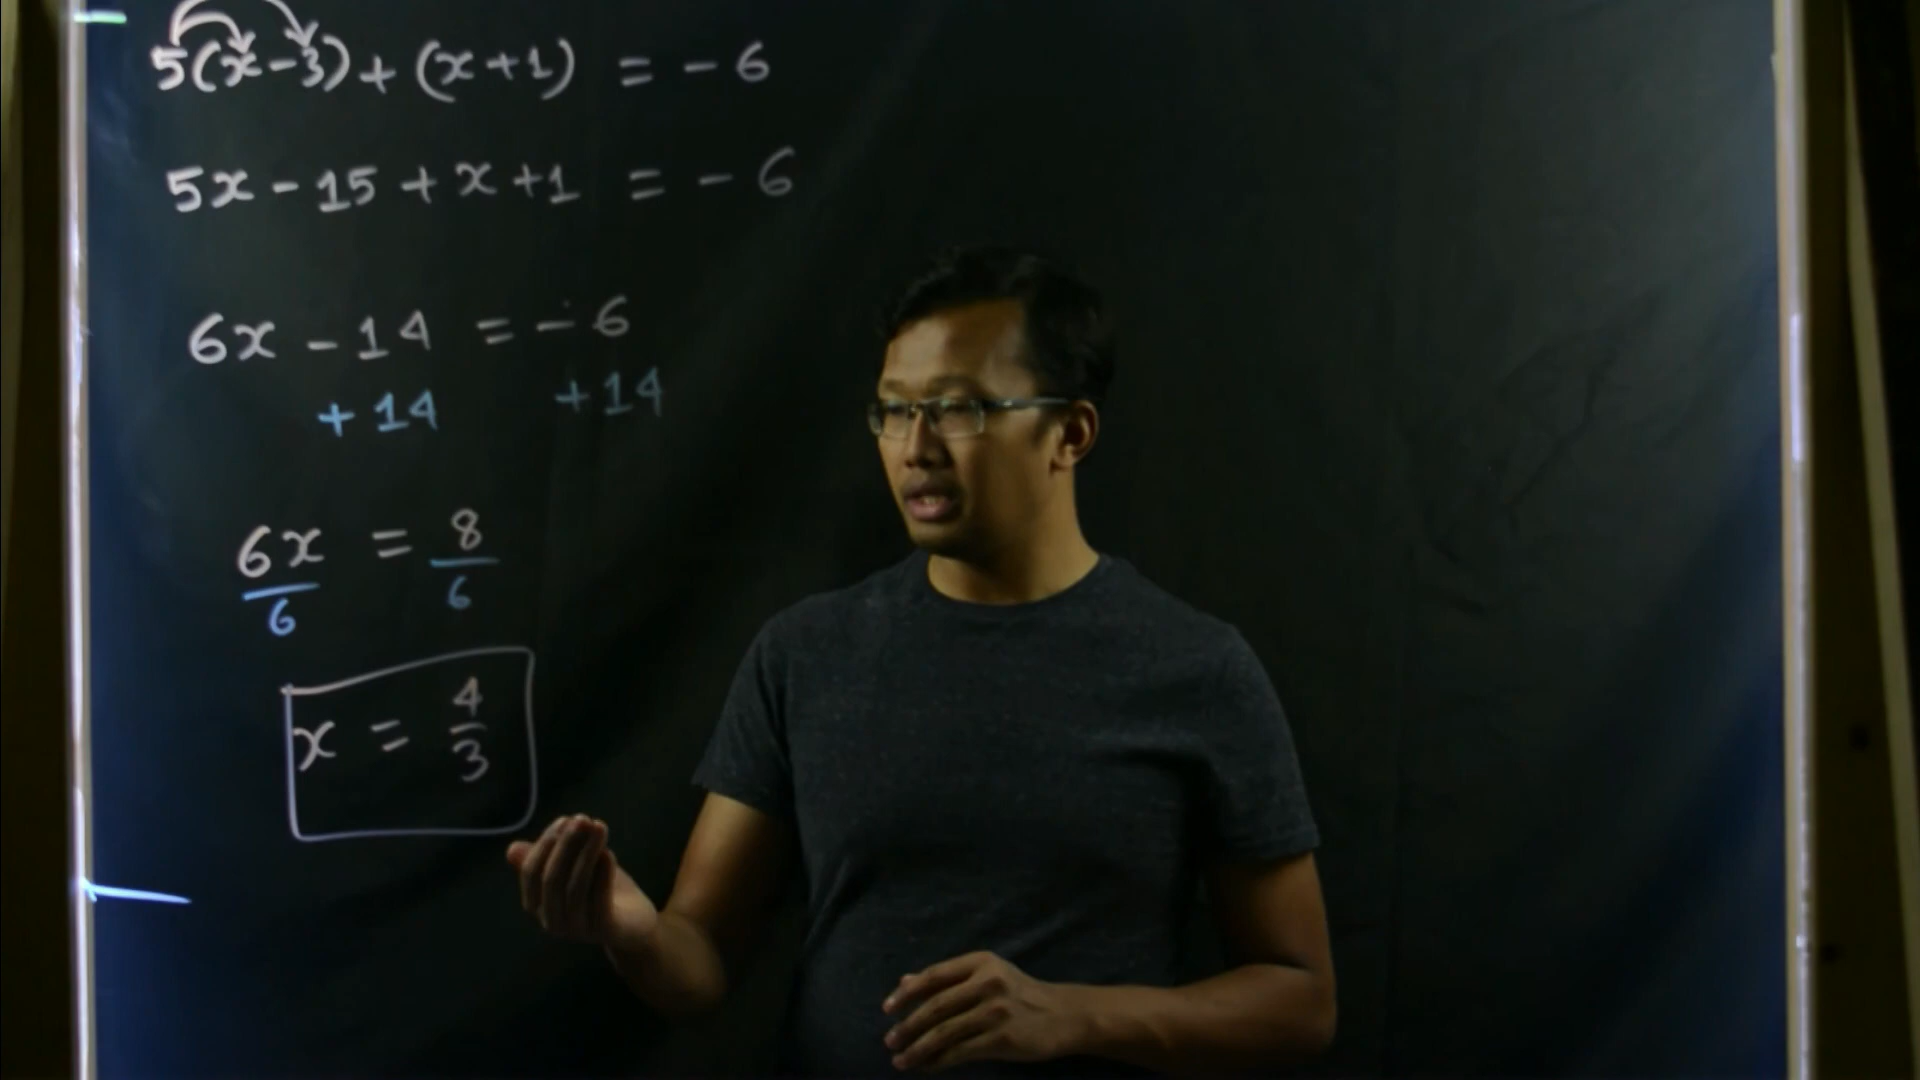 5(x-3)+(x+1) = -6
5x-15+x+1 = -6
6x-14 = -6
+14 +14
6x = 8
6 6
x = 4
3